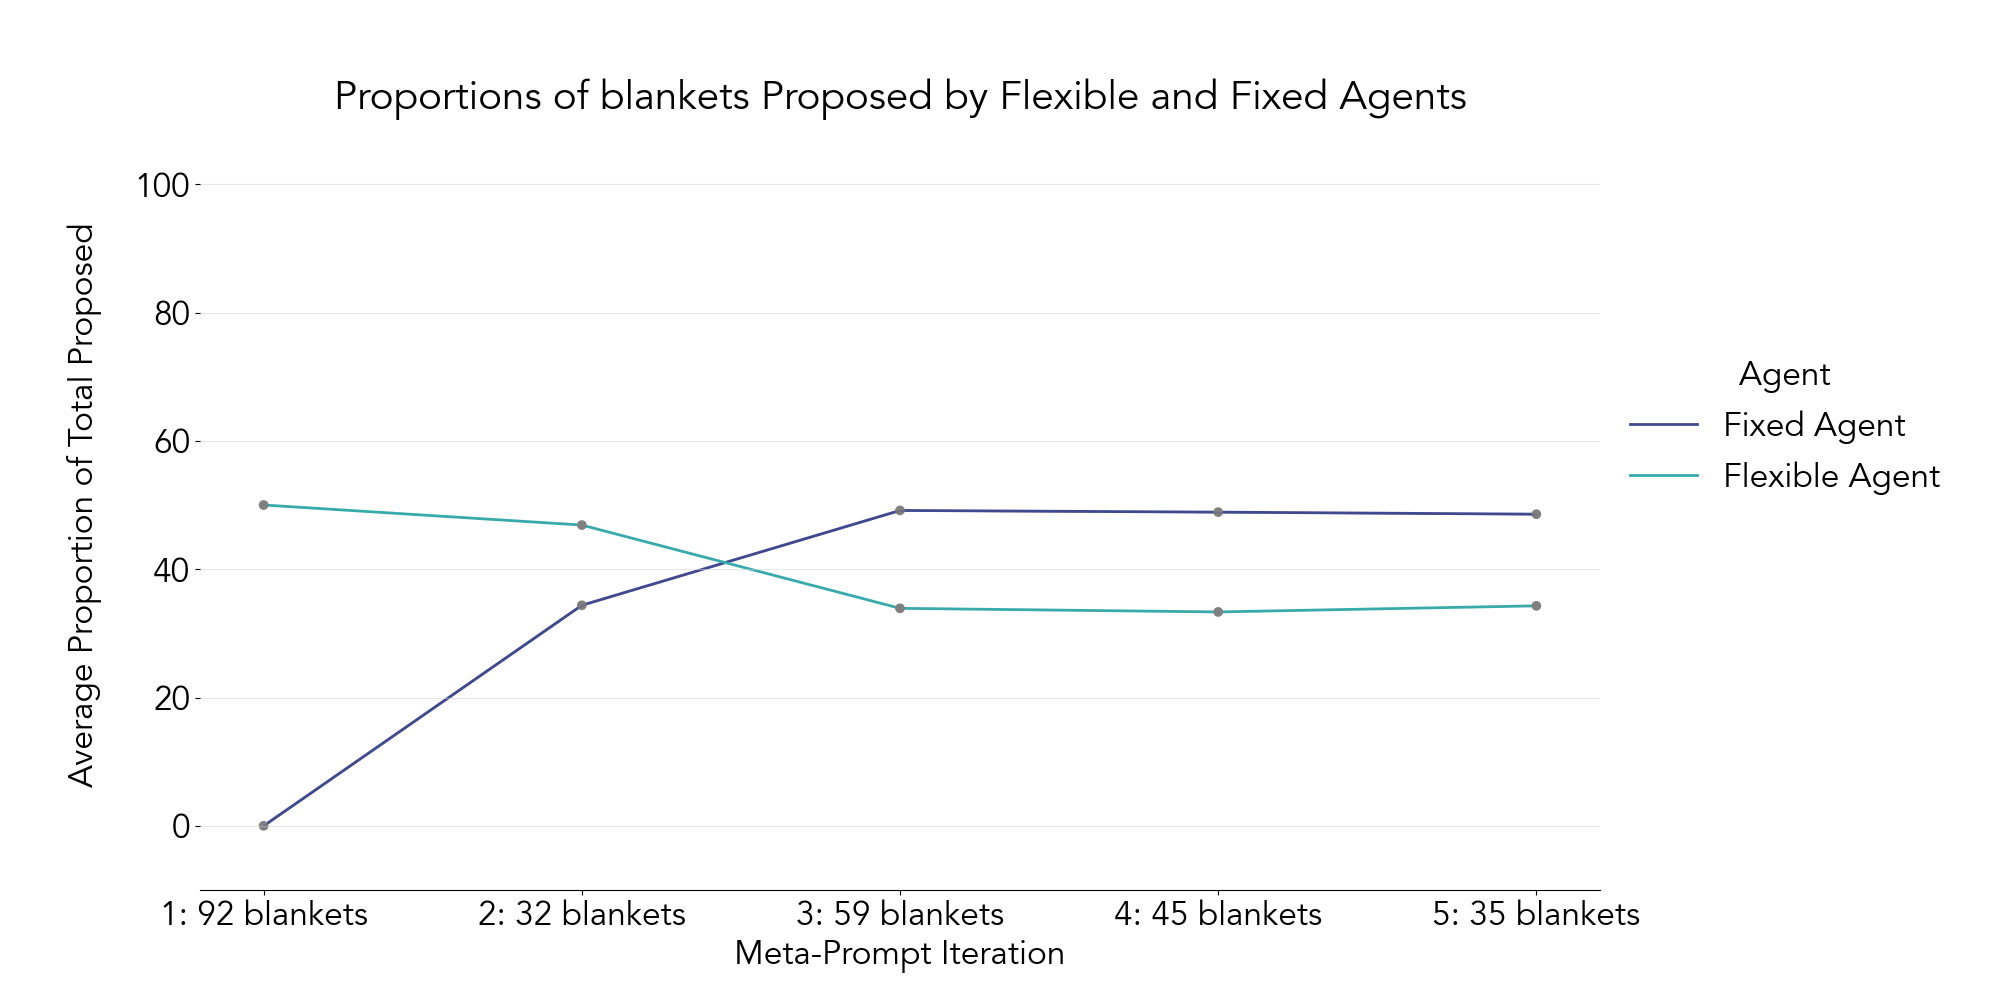 Proportions of blankets Proposed by Flexible and Fixed Agents
Average Proportion of Total Proposed
100
80
60
40
20
0
1: 92 blankets
2: 32 blankets
3: 59 blankets
4: 45 blankets
5: 35 blankets
Meta-Prompt Iteration
Agent
Fixed Agent
Flexible Agent